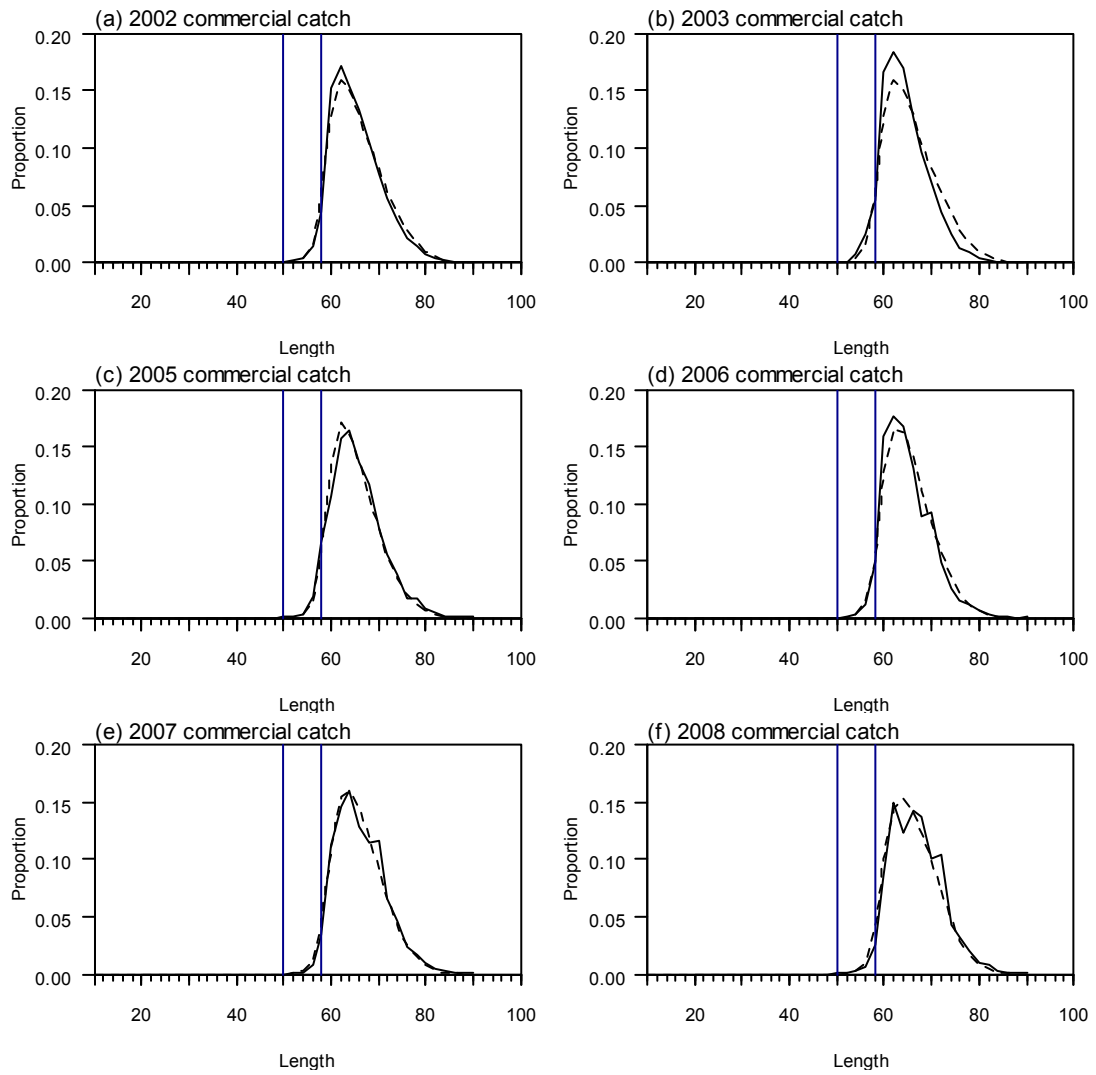 (a) 2002 commercial catch
0.20
0.15
0.10
0.05
0.00
Proportion
20 40 60 80 100
Length
(b) 2003 commercial catch
0.20
0.15
0.10
0.05
0.00
Proportion
20 40 60 80 100
Length
(c) 2005 commercial catch
0.20
0.15
0.10
0.05
0.00
Proportion
20 40 60 80 100
Length
(d) 2006 commercial catch
0.20
0.15
0.10
0.05
0.00
Proportion
20 40 60 80 100
Length
(e) 2007 commercial catch
0.20
0.15
0.10
0.05
0.00
Proportion
20 40 60 80 100
Length
(f) 2008 commercial catch
0.20
0.15
0.10
0.05
0.00
Proportion
20 40 60 80 100
Length